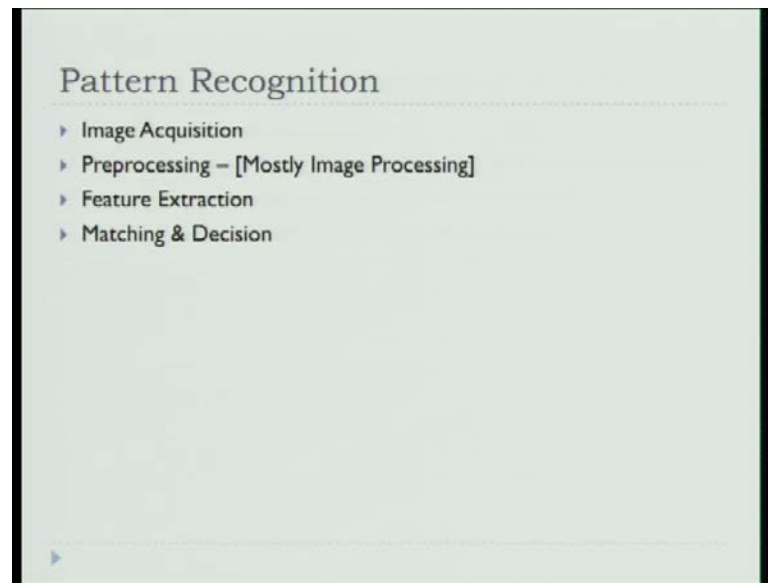 Pattern Recognition
Image Acquisition
Preprocessing – [Mostly Image Processing]
Feature Extraction
Matching & Decision